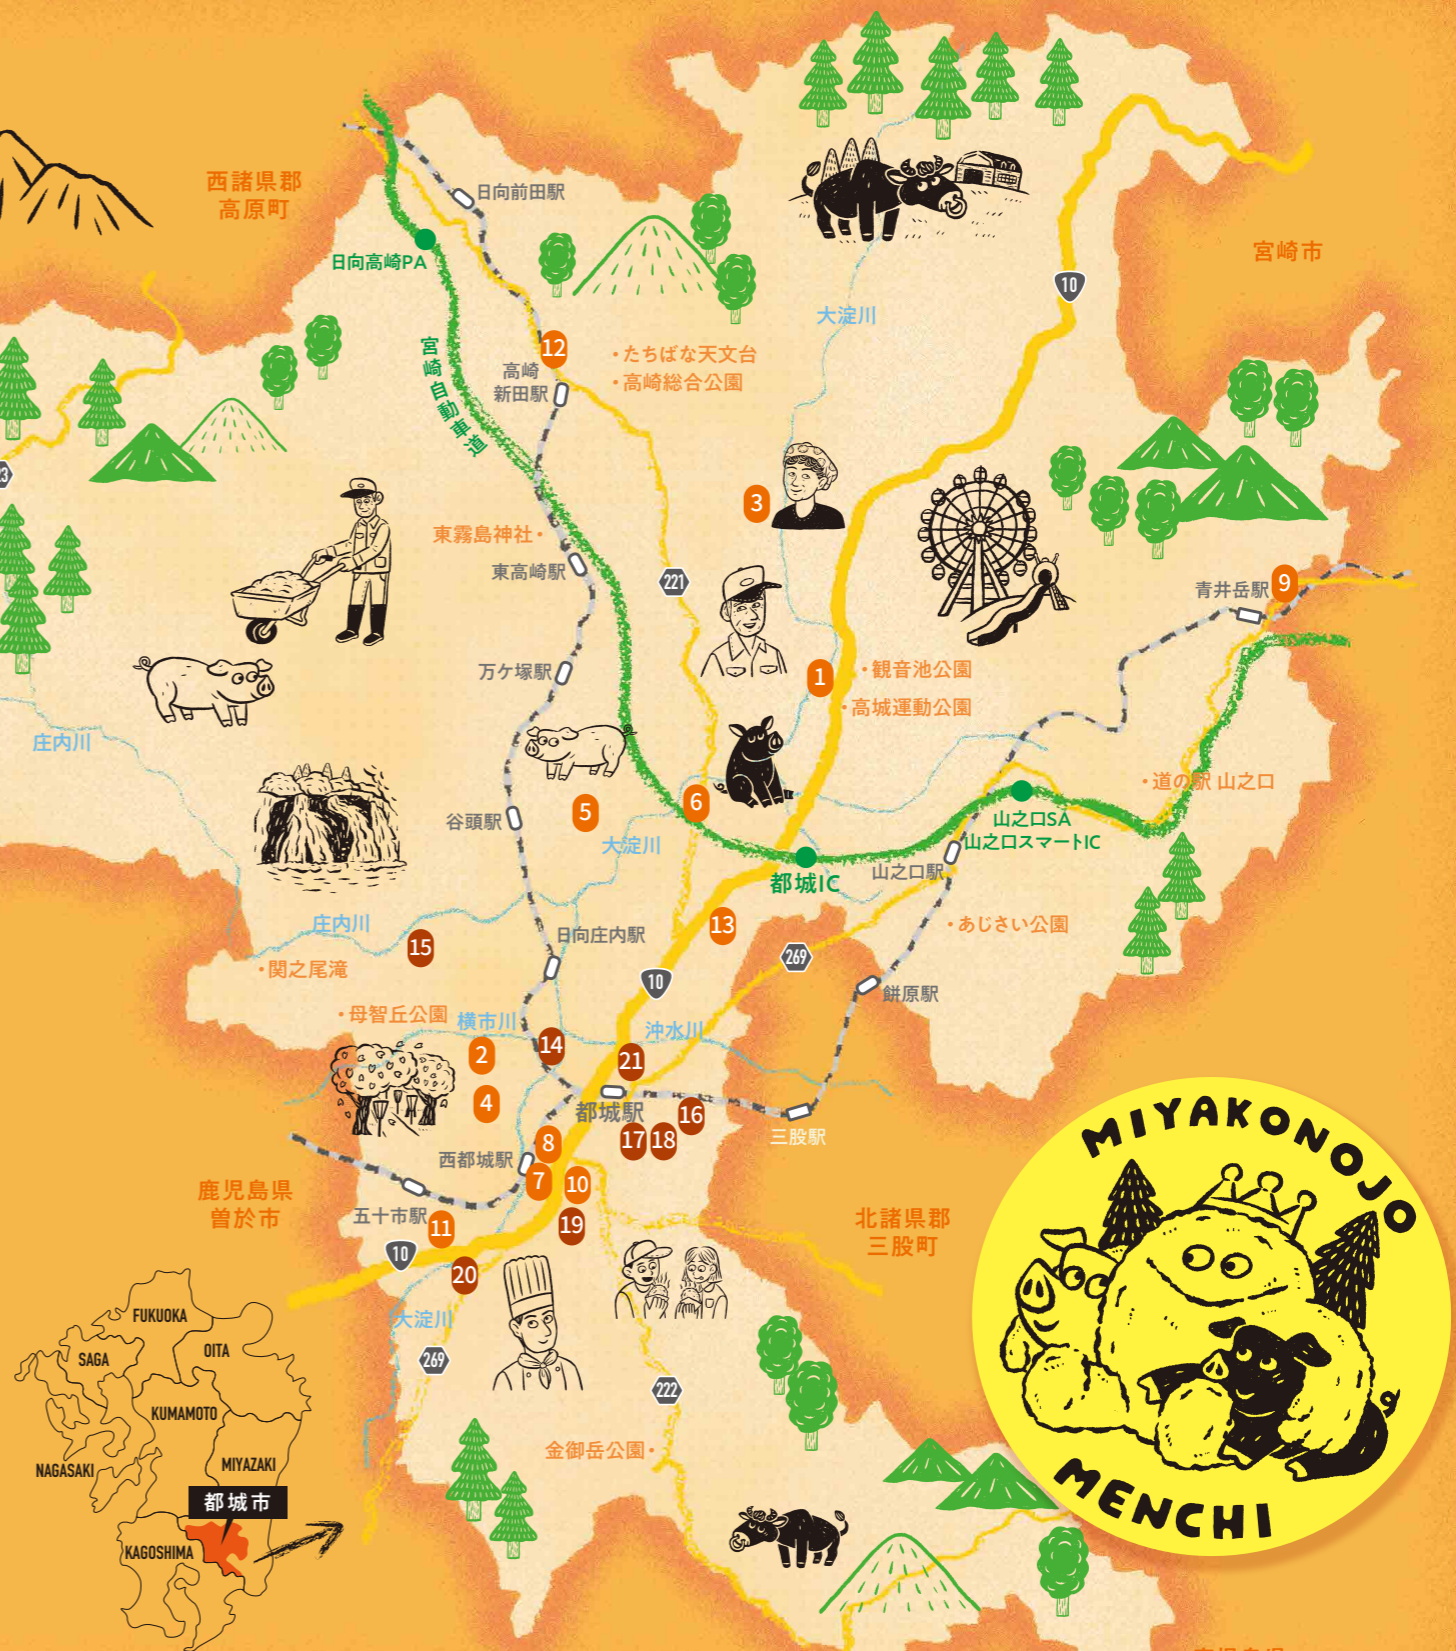 西諸県郡
高原町
日向前田駅
日向高崎PA
宮崎市
10
大淀川
宮崎自動車道
12
高崎
新田駅
・たちばな天文台
・高崎総合公園
3
東霧島神社・
東高崎駅
221
青井岳駅
9
万ケ塚駅
1
・観音池公園
・高城運動公園
庄内川
・道の駅 山之口
5
6
谷頭駅
大淀川
山之口SA
山之口スマートIC
都城IC
山之口駅
庄内川
15
日向庄内駅
13
・あじさい公園
269
・関之尾滝
10
餅原駅
・母智丘公園
横市川
沖水川
2
14
21
4
都城駅
16
17
18
三股駅
8
西都城駅
7
10
鹿児島県
曽於市
五十市駅
11
19
北諸県郡
三股町
10
20
大淀川
269
222
金御岳公園・
MIYAKONOJO
MENCHI
FUKUOKA
SAGA
OITA
KUMAMOTO
NAGASAKI
MIYAZAKI
都城市
KAGOSHIMA